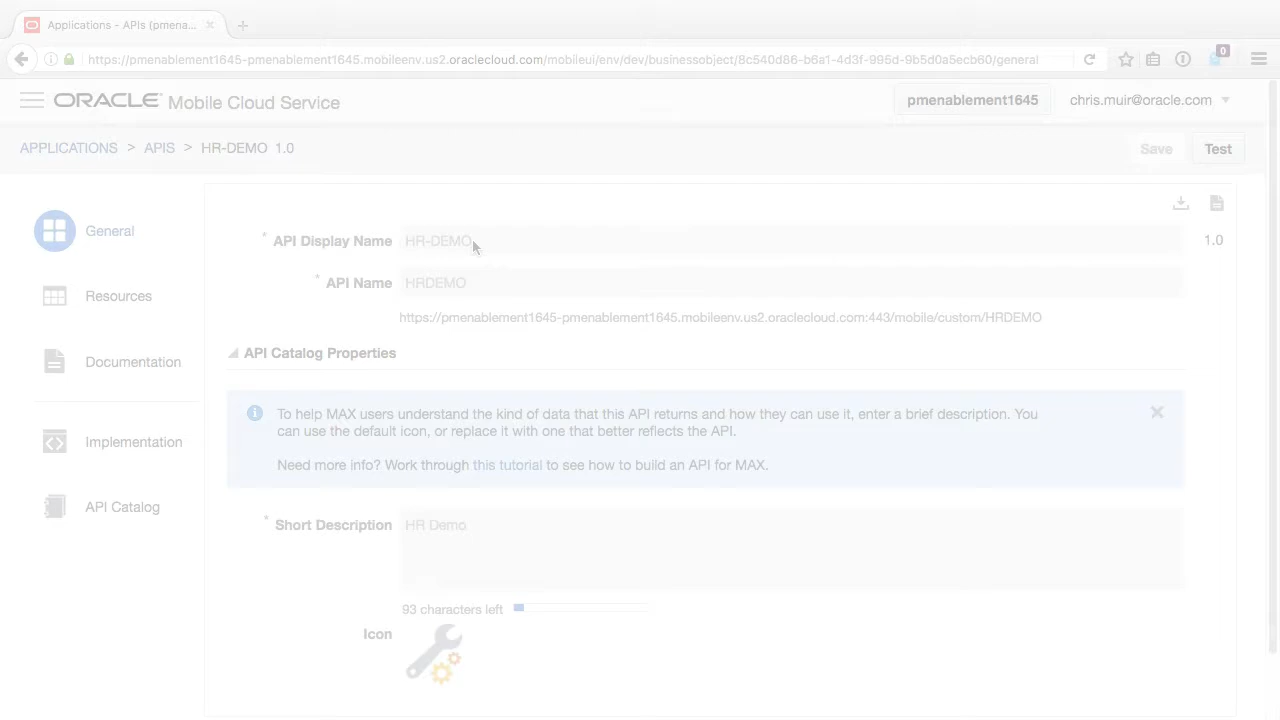 Applications - APIs (pmena...
https://pmenablement1645-pmenablement1645.mobileenv.us2.oraclecloud.com/mobileui/env/dev/businessobject/8c540d86-b6a1-4d3f-995d-9b5d0a5ecb60/general
0
ORACLE Mobile Cloud Service
pmenablement1645
chris.muir@oracle.com
APPLICATIONS > APIS > HR-DEMO 1.0
Save
Test
General
Resources
Documentation
Implementation
API Catalog
* API Display Name HR-DEMO 1.0
* API Name HRDEMO
https://pmenablement1645-pmenablement1645.mobileenv.us2.oraclecloud.com:443/mobile/custom/HRDEMO
API Catalog Properties
To help MAX users understand the kind of data that this API returns and how they can use it, enter a brief description. You
can use the default icon, or replace it with one that better reflects the API.
Need more info? Work through this tutorial to see how to build an API for MAX.
* Short Description HR Demo
93 characters left
Icon